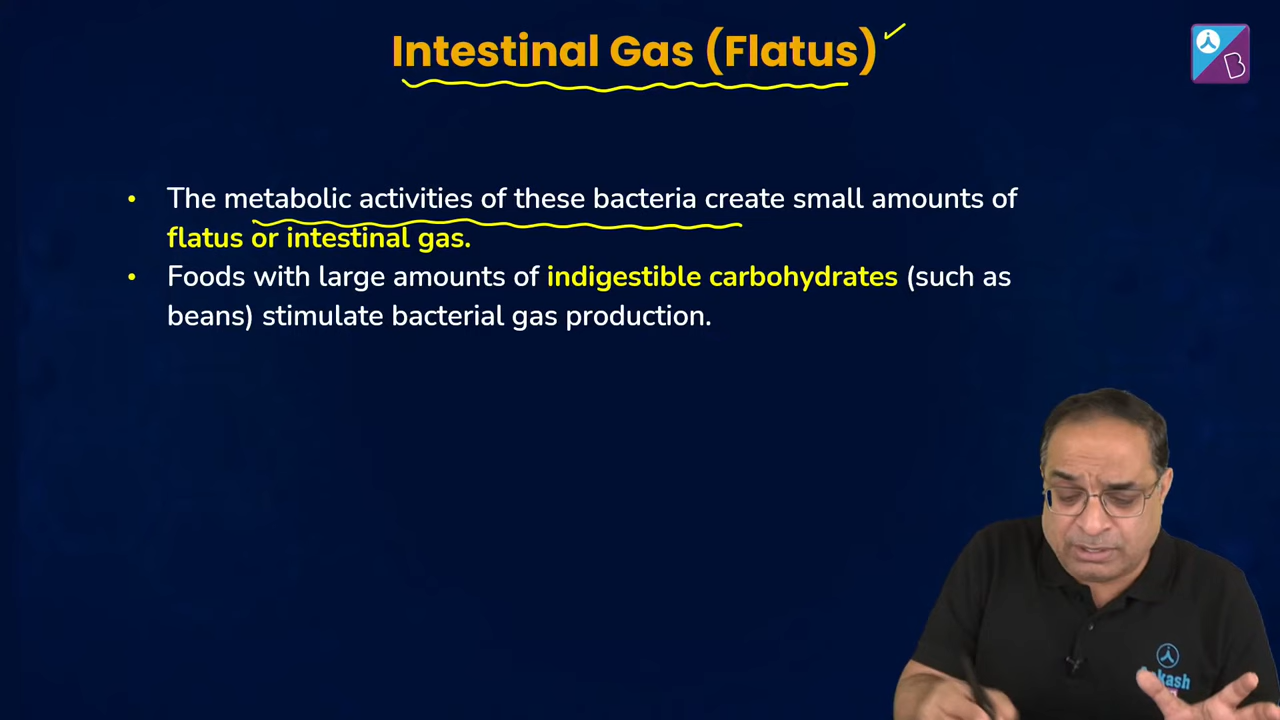 Intestinal Gas (Flatus)
B
• The metabolic activities of these bacteria create small amounts of
flatus or intestinal gas.
• Foods with large amounts of indigestible carbohydrates (such as
beans) stimulate bacterial gas production.